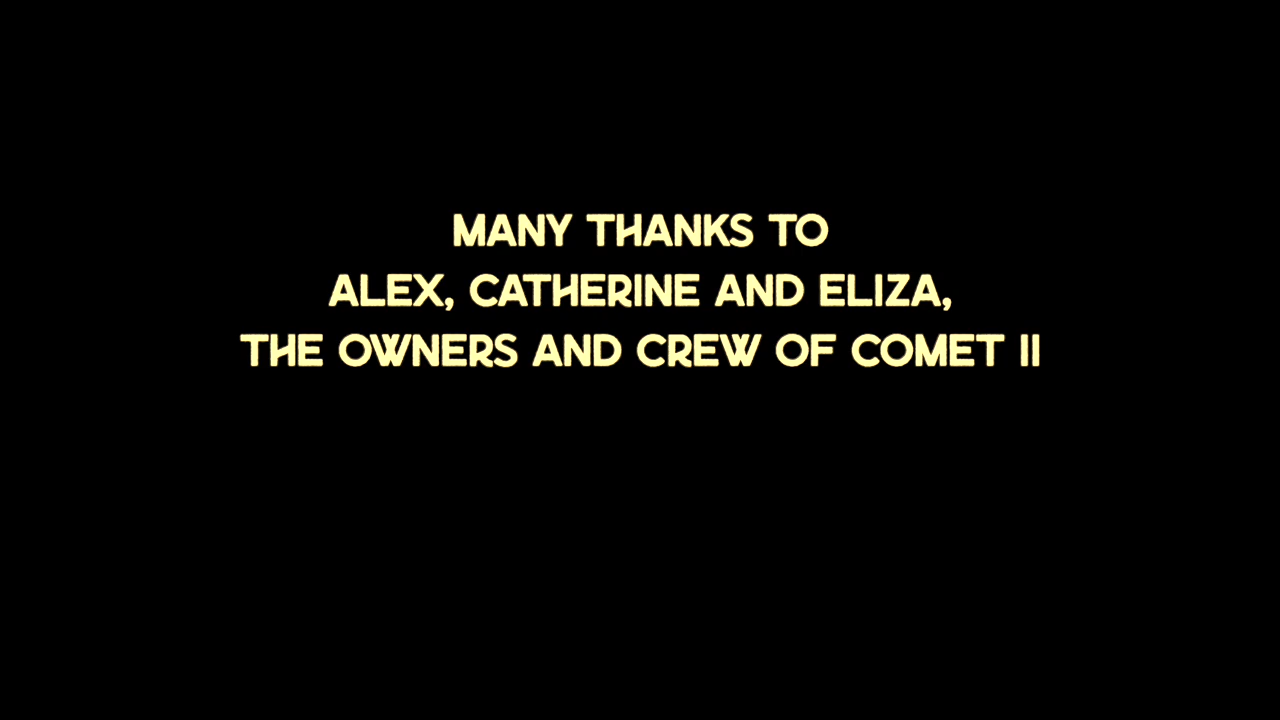 MANY THANKS TO
ALEX, CATHERINE AND ELIZA,
THE OWNERS AND CREW OF COMET II